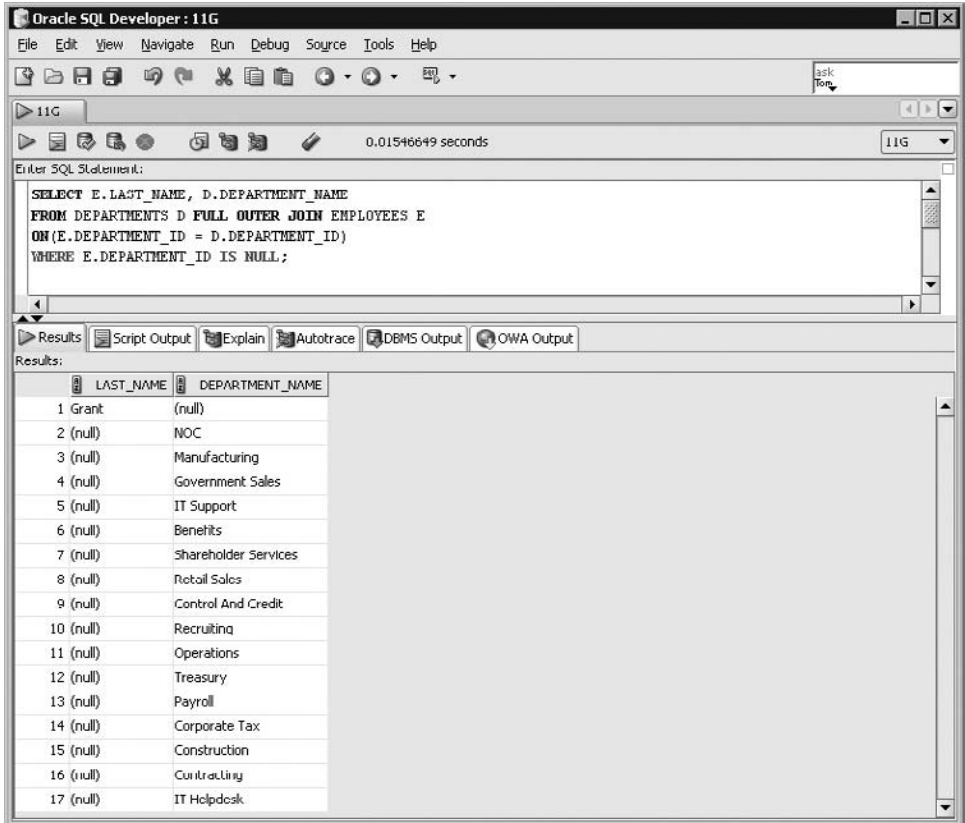 Oracle SQL Developer : 11G
File Edit View Navigate Run Debug Source Tools Help
ask
Tom
11G
0.01546649 seconds
11G
Enter SQL Statement:
SELECT E.LAST_NAME, D.DEPARTMENT_NAME
FROM DEPARTMENTS D FULL OUTER JOIN EMPLOYEES E
ON(E.DEPARTMENT_ID = D.DEPARTMENT_ID)
WHERE E.DEPARTMENT_ID IS NULL;
Results Script Output Explain Autotrace DBMS Output OWA Output
Results:
LAST_NAME DEPARTMENT_NAME
1 Grant (null)
2 (null) NOC
3 (null) Manufacturing
4 (null) Government Sales
5 (null) IT Support
6 (null) Benefits
7 (null) Shareholder Services
8 (null) Retail Sales
9 (null) Control And Credit
10 (null) Recruiting
11 (null) Operations
12 (null) Treasury
13 (null) Payroll
14 (null) Corporate Tax
15 (null) Construction
16 (null) Contracting
17 (null) IT Helpdesk